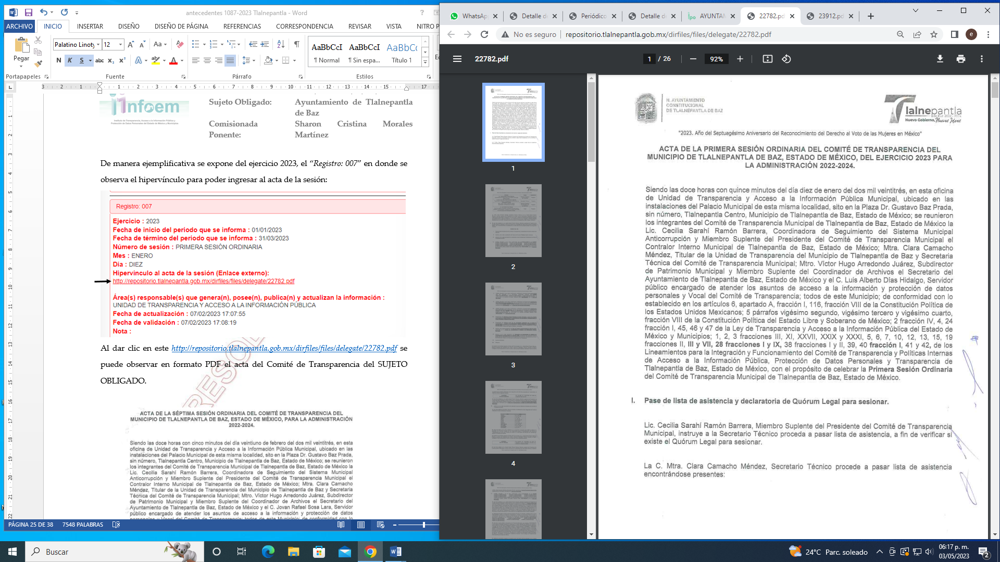 antecedentes 1087-2023 Tlalnepantla - Word
ARCHIVO INICIO INSERTAR DISEÑO DISEÑO DE PÁGINA REFERENCIAS CORRESPONDENCIA REVISAR VISTA NITRO P
Pegar
Palatino Linoty 12
N K S abc x₂ x²
AaBbCcI AaBbCcI AaBbCc
¶ Normal ¶ Sin espa... Título 1
Portapapeles Fuente Párrafo Estilos
Infoem
Instituto de Transparencia, Acceso a la Información Pública y
Protección de Datos Personales del Estado de México y Municipios
Sujeto Obligado: Ayuntamiento de Tlalnepantla
de Baz
Comisionada Sharon Cristina Morales
Ponente: Martínez
De manera ejemplificativa se expone del ejercicio 2023, el “Registro: 007” en donde se
observa el hipervínculo para poder ingresar al acta de la sesión:
Registro: 007
Ejercicio : 2023
Fecha de inicio del periodo que se informa : 01/01/2023
Fecha de término del periodo que se informa : 31/03/2023
Número de sesión : PRIMERA SESIÓN ORDINARIA
Mes : ENERO
Día : DIEZ
Hipervínculo al acta de la sesión (Enlace externo):
http://repositorio.tlalnepantla.gob.mx/dirfiles/files/delegate/22782.pdf
Área(s) responsable(s) que genera(n), posee(n), publica(n) y actualizan la información :
UNIDAD DE TRANSPARENCIA Y ACCESO A LA INFORMACIÓN PÚBLICA
Fecha de actualización : 07/02/2023 17:07:55
Fecha de validación : 07/02/2023 17:08:19
Nota :
Al dar clic en este http://repositorio.tlalnepantla.gob.mx/dirfiles/files/delegate/22782.pdf se
puede observar en formato PDF el acta del Comité de Transparencia del SUJETO
OBLIGADO.
ACTA DE LA SÉPTIMA SESIÓN ORDINARIA DEL COMITÉ DE TRANSPARENCIA DEL
MUNICIPIO DE TLALNEPANTLA DE BAZ, ESTADO DE MÉXICO, PARA LA ADMINISTRACIÓN
2022-2024.
Siendo las doce horas con cinco minutos del día veintiuno de febrero del dos mil veintitrés, en esta
oficina de Unidad de Transparencia y Acceso a la Información Pública Municipal, ubicado en las
instalaciones del Palacio Municipal de esta misma localidad, sito en la Plaza Dr. Gustavo Baz Prada,
sin número, Tlalnepantla Centro, Municipio de Tlalnepantla de Baz, Estado de México; se reunieron
los integrantes del Comité de Transparencia Municipal de Tlalnepantla de Baz, Estado de México la
Lic. Cecilia Sarahí Ramón Barrera, Coordinadora de Seguimiento del Sistema Municipal
Anticorrupción y Miembro Suplente del Presidente del Comité de Transparencia Municipal el
Contralor Interno Municipal de Tlalnepantla de Baz, Estado de México; Mtra. Clara Camacho
Méndez, Titular de la Unidad de Transparencia del Municipio de Tlalnepantla de Baz y Secretaria
Técnica del Comité de Transparencia Municipal; Mtro. Víctor Hugo Arredondo Juárez, Subdirector
de Patrimonio Municipal y Miembro Suplente del Coordinador de Archivos el Secretario del
Ayuntamiento de Tlalnepantla de Baz, Estado de México y el C. Jovan Rafael Sosa Lara, Servidor
público encargado de atender los asuntos de acceso a la información y protección de datos
personales y Vocal del Comité de Transparencia; todos de este Municipio; de conformidad con lo
PÁGINA 25 DE 38 7548 PALABRAS
WhatsAp Detalle d Periódico Detalle d AYUNTAM 22782.pd 23912.pd
No es seguro repositorio.tlalnepantla.gob.mx/dirfiles/files/delegate/22782.pdf
22782.pdf 1 / 26 92%
1
2
3
4
H. AYUNTAMIENTO
CONSTITUCIONAL
DE TLALNEPANTLA DE BAZ
Tlalnepantla
de Baz 2022-2024
Nuevo Gobierno, Nuevas Ideas
"2023. Año del Septuagésimo Aniversario del Reconocimiento del Derecho al Voto de las Mujeres en México"
ACTA DE LA PRIMERA SESIÓN ORDINARIA DEL COMITÉ DE TRANSPARENCIA DEL
MUNICIPIO DE TLALNEPANTLA DE BAZ, ESTADO DE MÉXICO, DEL EJERCICIO 2023 PARA
LA ADMINISTRACIÓN 2022-2024.
Siendo las doce horas con quince minutos del día diez de enero del dos mil veintitrés, en esta oficina
de Unidad de Transparencia y Acceso a la Información Pública Municipal, ubicado en las
instalaciones del Palacio Municipal de esta misma localidad, sito en la Plaza Dr. Gustavo Baz Prada,
sin número, Tlalnepantla Centro, Municipio de Tlalnepantla de Baz, Estado de México; se reunieron
los integrantes del Comité de Transparencia Municipal de Tlalnepantla de Baz, Estado de México la
Lic. Cecilia Sarahí Ramón Barrera, Coordinadora de Seguimiento del Sistema Municipal
Anticorrupción y Miembro Suplente del Presidente del Comité de Transparencia Municipal el
Contralor Interno Municipal de Tlalnepantla de Baz, Estado de México; Mtra. Clara Camacho
Méndez, Titular de la Unidad de Transparencia del Municipio de Tlalnepantla de Baz y Secretaria
Técnica del Comité de Transparencia Municipal; Mtro. Víctor Hugo Arredondo Juárez, Subdirector
de Patrimonio Municipal y Miembro Suplente del Coordinador de Archivos el Secretario del
Ayuntamiento de Tlalnepantla de Baz, Estado de México y el C. Luis Alberto Días Hidalgo, Servidor
público encargado de atender los asuntos de acceso a la información y protección de datos
personales y Vocal del Comité de Transparencia; todos de este Municipio; de conformidad con lo
establecido en los artículos 6, apartado A, fracción I, 116, fracción VIII de la Constitución Política de
los Estados Unidos Mexicanos; 5 párrafos vigésimo segundo, vigésimo tercero y vigésimo cuarto,
fracción VIII de la Constitución Política del Estado Libre y Soberano de México; 2 fracción IV, 4, 24
fracción I, 45, 46 y 47 de la Ley de Transparencia y Acceso a la Información Pública del Estado de
México y Municipios; 1, 2, 3 fracciones III, XI, XXVII, XXIX y XXXI, 5, 6, 7, 10, 12, 13, 15, 19
fracciones II, III y VII, 28 fracciones I y IX, 38 fracciones I y II, 39, 40 fracción I, 41 y 42, de los
Lineamientos para la Integración y Funcionamiento del Comité de Transparencia y Políticas Internas
de Acceso a la Información Pública, Protección de Datos Personales y Transparencia de
Tlalnepantla de Baz, Estado de México, con el propósito de celebrar la Primera Sesión Ordinaria
del Comité de Transparencia Municipal de Tlalnepantla de Baz, Estado de México.
I. Pase de lista de asistencia y declaratoria de Quórum Legal para sesionar.
Lic. Cecilia Sarahí Ramón Barrera, Miembro Suplente del Presidente del Comité de Transparencia
Municipal, instruye a la Secretario Técnico proceda a pasar lista de asistencia, a fin de verificar si
existe el Quórum Legal para sesionar.
La C. Mtra. Clara Camacho Méndez, Secretario Técnico procede a pasar lista de asistencia
encontrándose presentes:
Buscar
24°C Parc. soleado
06:17 p. m.
03/05/2023
2